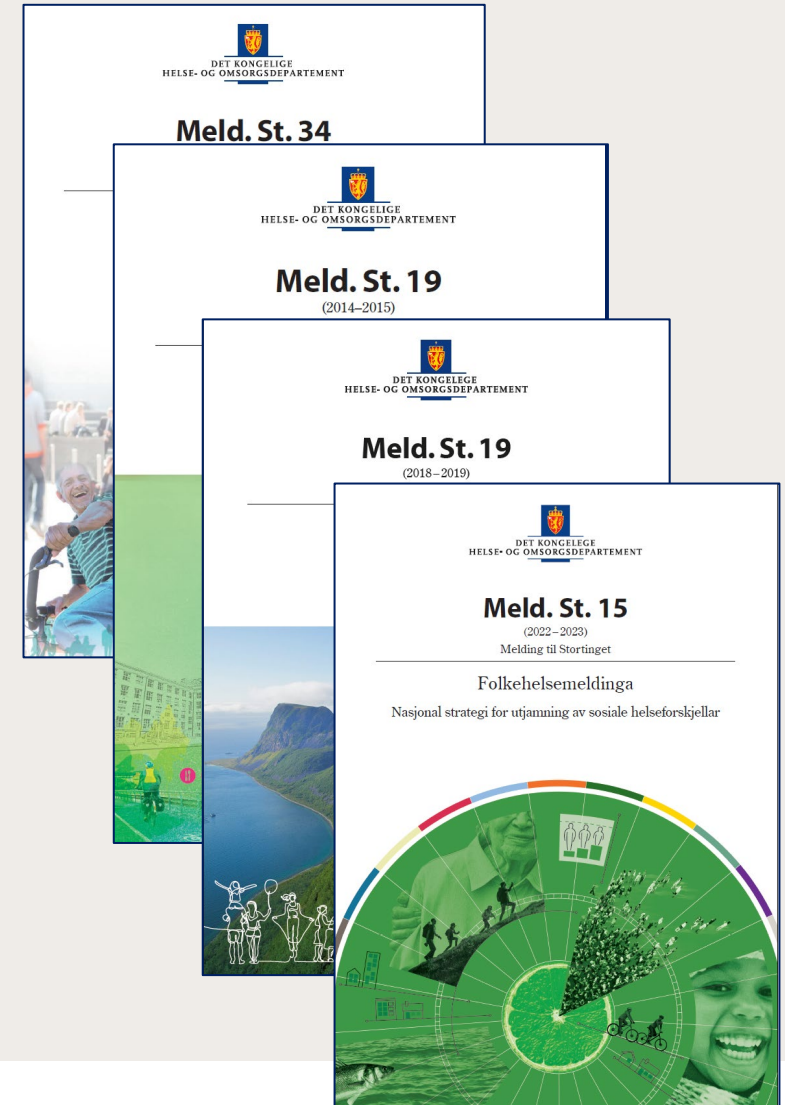 DET KONGELIGE
HELSE- OG OMSORGSDEPARTEMENT
Meld. St. 34
DET KONGELIGE
HELSE- OG OMSORGSDEPARTEMENT
Meld. St. 19
(2014–2015)
DET KONGELEGE
HELSE- OG OMSORGSDEPARTEMENT
Meld. St. 19
(2018–2019)
DET KONGELEGE
HELSE- OG OMSORGSDEPARTEMENT
Meld. St. 15
(2022–2023)
Melding til Stortinget
Folkehelsemeldinga
Nasjonal strategi for utjamning av sosiale helseforskjellar